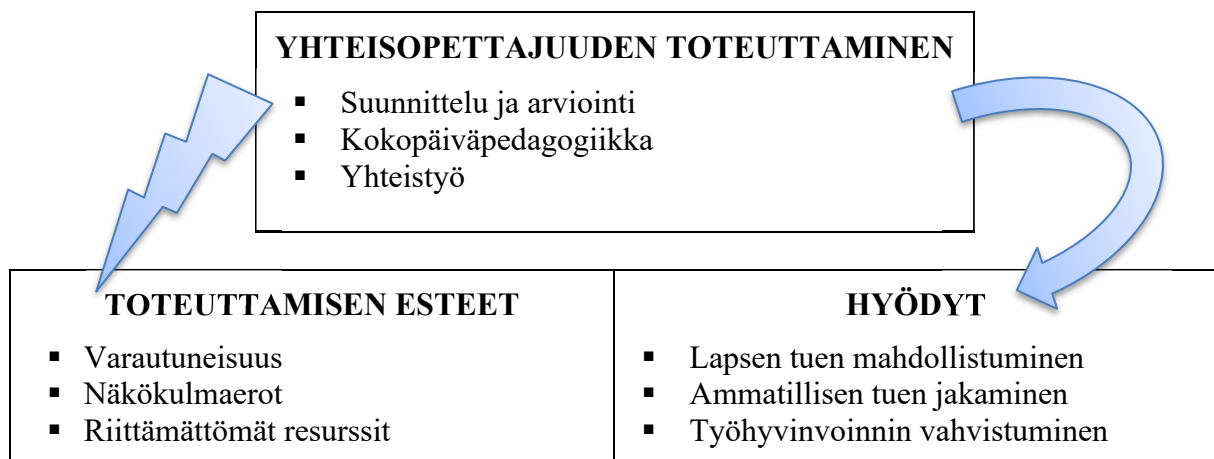 YHTEISOPETTAJUUDEN TOTEUTTAMINEN
▪ Suunnittelu ja arviointi
▪ Kokopäiväpedagogiikka
▪ Yhteistyö
TOTEUTTAMISEN ESTEET
▪ Varautuneisuus
▪ Näkökulmaerot
▪ Riittämättömät resurssit
HYÖDYT
▪ Lapsen tuen mahdollistuminen
▪ Ammatillisen tuen jakaminen
▪ Työhyvinvoinnin vahvistuminen